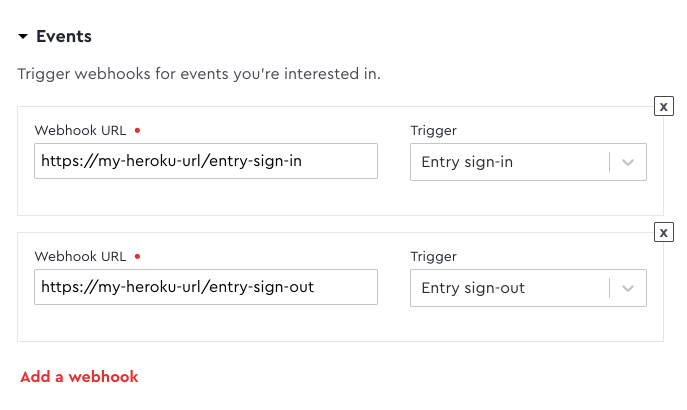 Events
Trigger webhooks for events you're interested in.
x
Webhook URL •
Trigger
https://my-heroku-url/entry-sign-in
Entry sign-in
x
Webhook URL •
Trigger
https://my-heroku-url/entry-sign-out
Entry sign-out
Add a webhook